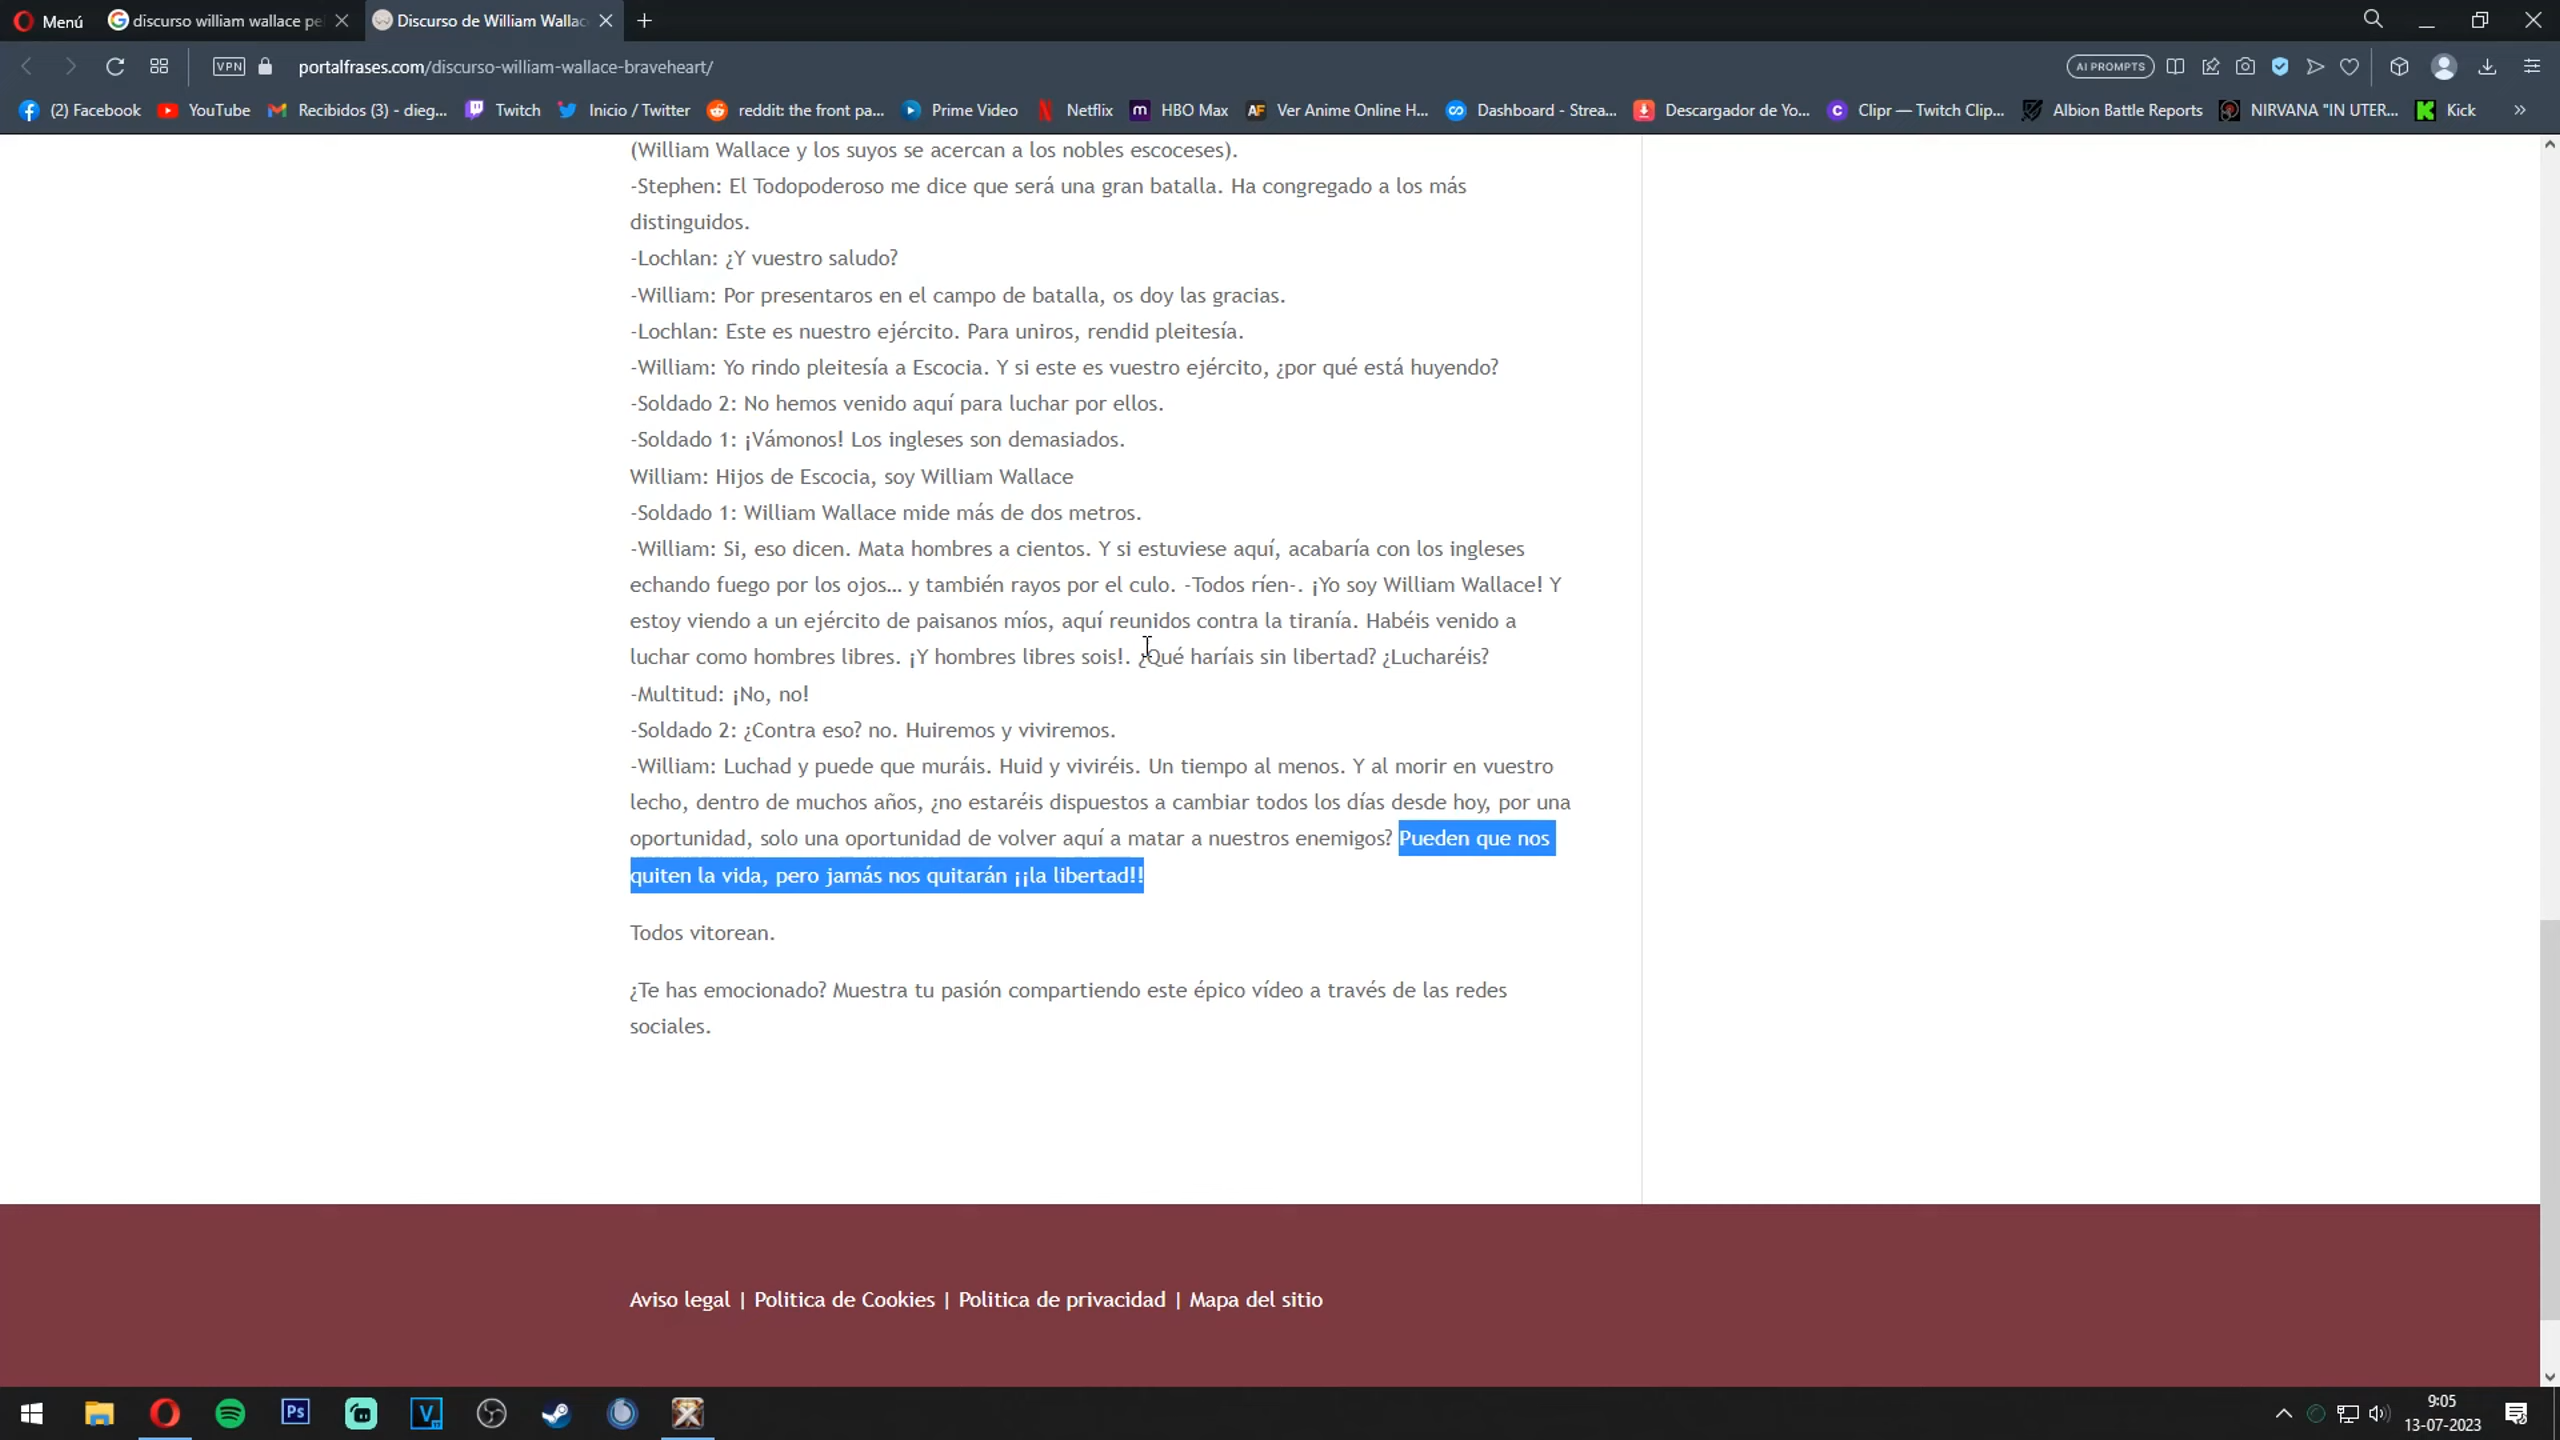 Menú
discurso william wallace pe
Discurso de William Wallac
VPN
portalfrases.com/discurso-william-wallace-braveheart/
AI PROMPTS
(2) Facebook
YouTube
Recibidos (3) - dieg...
Twitch
Inicio / Twitter
reddit: the front pa...
Prime Video
Netflix
HBO Max
Ver Anime Online H...
Dashboard - Strea...
Descargador de Yo...
Clipr — Twitch Clip...
Albion Battle Reports
NIRVANA "IN UTER...
Kick
(William Wallace y los suyos se acercan a los nobles escoceses).
-Stephen: El Todopoderoso me dice que será una gran batalla. Ha congregado a los más
distinguidos.
-Lochlan: ¿Y vuestro saludo?
-William: Por presentaros en el campo de batalla, os doy las gracias.
-Lochlan: Este es nuestro ejército. Para uniros, rendid pleitesía.
-William: Yo rindo pleitesía a Escocia. Y si este es vuestro ejército, ¿por qué está huyendo?
-Soldado 2: No hemos venido aquí para luchar por ellos.
-Soldado 1: ¡Vámonos! Los ingleses son demasiados.
William: Hijos de Escocia, soy William Wallace
-Soldado 1: William Wallace mide más de dos metros.
-William: Si, eso dicen. Mata hombres a cientos. Y si estuviese aquí, acabaría con los ingleses
echando fuego por los ojos... y también rayos por el culo. -Todos ríen-. ¡Yo soy William Wallace! Y
estoy viendo a un ejército de paisanos míos, aquí reunidos contra la tiranía. Habéis venido a
luchar como hombres libres. ¡Y hombres libres sois!. ¿Qué haríais sin libertad? ¿Lucharéis?
-Multitud: ¡No, no!
-Soldado 2: ¿Contra eso? no. Huiremos y viviremos.
-William: Luchad y puede que muráis. Huid y viviréis. Un tiempo al menos. Y al morir en vuestro
lecho, dentro de muchos años, ¿no estaréis dispuestos a cambiar todos los días desde hoy, por una
oportunidad, solo una oportunidad de volver aquí a matar a nuestros enemigos? Pueden que nos
quiten la vida, pero jamás nos quitarán ¡¡la libertad!!
Todos vitorean.
¿Te has emocionado? Muestra tu pasión compartiendo este épico vídeo a través de las redes
sociales.
Aviso legal | Politica de Cookies | Politica de privacidad | Mapa del sitio
9:05
13-07-2023